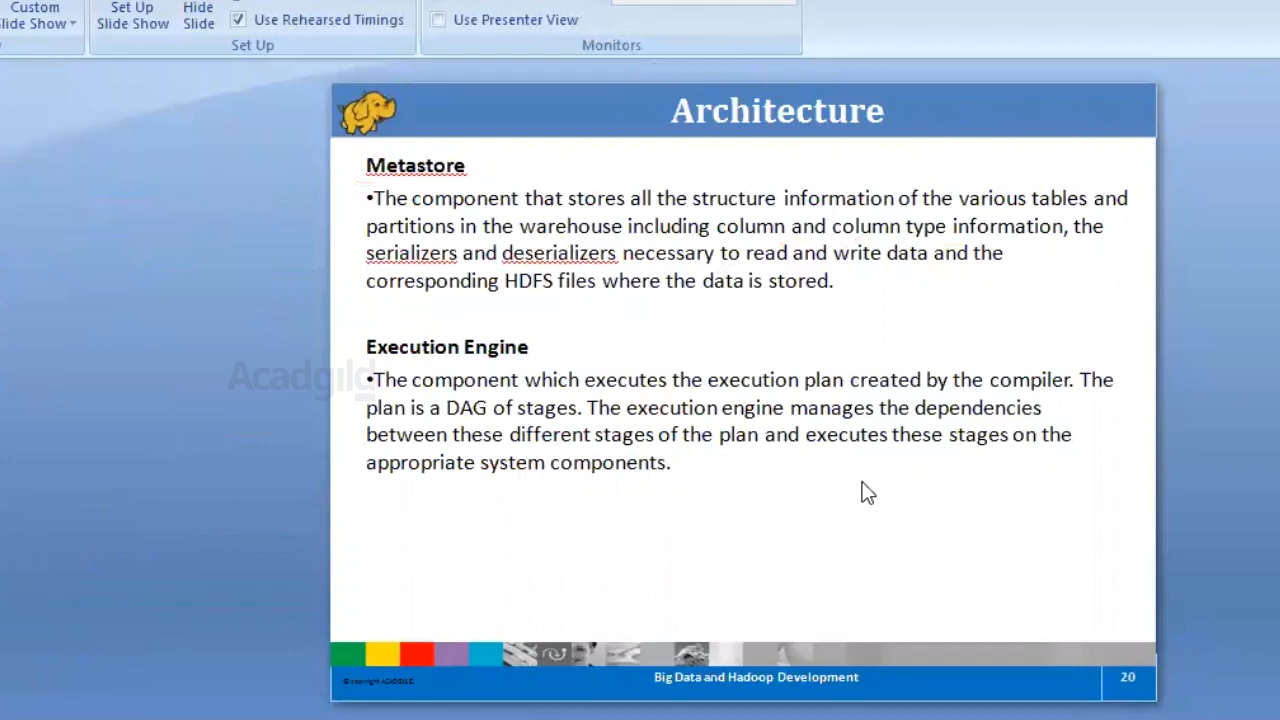 Custom
Slide Show
Set Up
Slide Show
Hide
Slide
Use Rehearsed Timings
Set Up
Use Presenter View
Monitors
Architecture
Metastore
•The component that stores all the structure information of the various tables and
partitions in the warehouse including column and column type information, the
serializers and deserializers necessary to read and write data and the
corresponding HDFS files where the data is stored.
Execution Engine
•The component which executes the execution plan created by the compiler. The
plan is a DAG of stages. The execution engine manages the dependencies
between these different stages of the plan and executes these stages on the
appropriate system components.
Acadgild
© copyright ACADGILD
Big Data and Hadoop Development
20